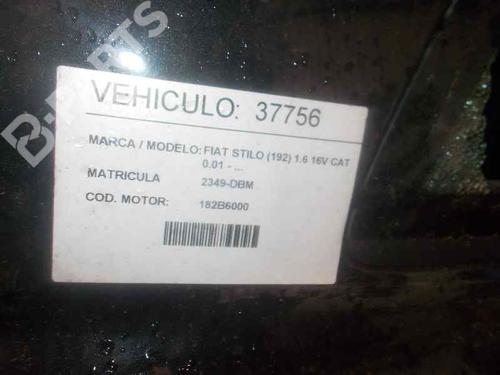 B-PARTS
VEHICULO: 37756
MARCA / MODELO: FIAT STILO (192) 1.6 16V CAT
0.01 - ...
MATRICULA 2349-DBM
COD. MOTOR: 182B6000